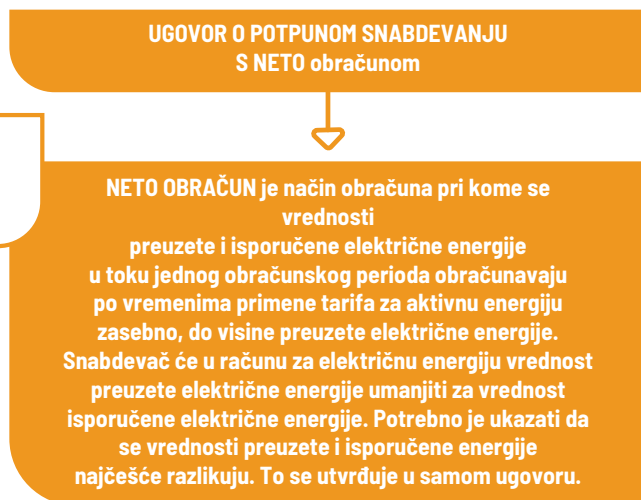 UGOVOR O POTPUNOM SNABDEVANJU
S NETO obračunom
NETO OBRAČUN je način obračuna pri kome se
vrednosti
preuzete i isporučene električne energije
u toku jednog obračunskog perioda obračunavaju
po vremenima primene tarifa za aktivnu energiju
zasebno, do visine preuzete električne energije.
Snabdevač će u računu za električnu energiju vrednost
preuzete električne energije umanjiti za vrednost
isporučene električne energije. Potrebno je ukazati da
se vrednosti preuzete i isporučene energije
najčešće razlikuju. To se utvrđuje u samom ugovoru.